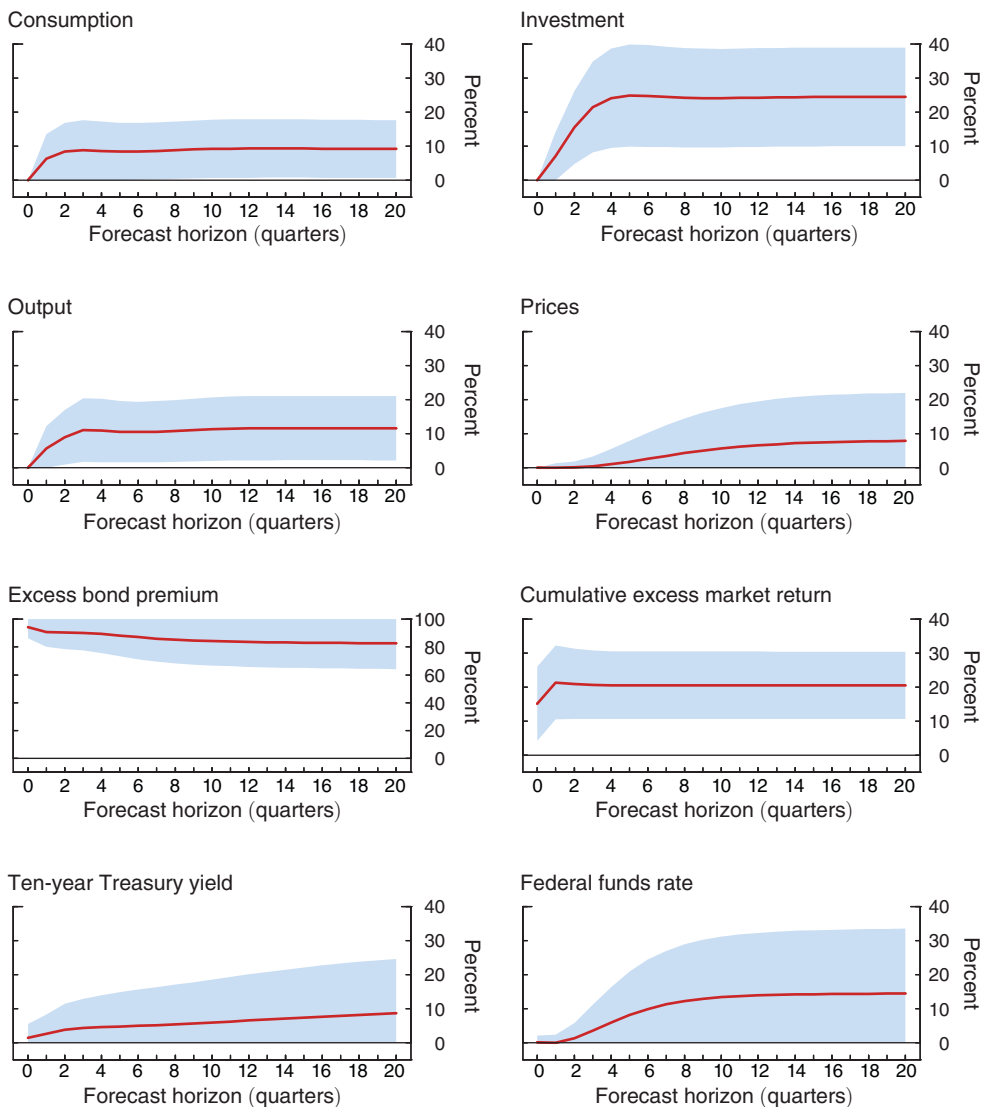 Consumption
40
30
20
10
0
Percent
0 2 4 6 8 10 12 14 16 18 20
Forecast horizon (quarters)
Investment
40
30
20
10
0
Percent
0 2 4 6 8 10 12 14 16 18 20
Forecast horizon (quarters)
Output
40
30
20
10
0
Percent
0 2 4 6 8 10 12 14 16 18 20
Forecast horizon (quarters)
Prices
40
30
20
10
0
Percent
0 2 4 6 8 10 12 14 16 18 20
Forecast horizon (quarters)
Excess bond premium
100
80
60
40
20
0
Percent
0 2 4 6 8 10 12 14 16 18 20
Forecast horizon (quarters)
Cumulative excess market return
40
30
20
10
0
Percent
0 2 4 6 8 10 12 14 16 18 20
Forecast horizon (quarters)
Ten-year Treasury yield
40
30
20
10
0
Percent
0 2 4 6 8 10 12 14 16 18 20
Forecast horizon (quarters)
Federal funds rate
40
30
20
10
0
Percent
0 2 4 6 8 10 12 14 16 18 20
Forecast horizon (quarters)